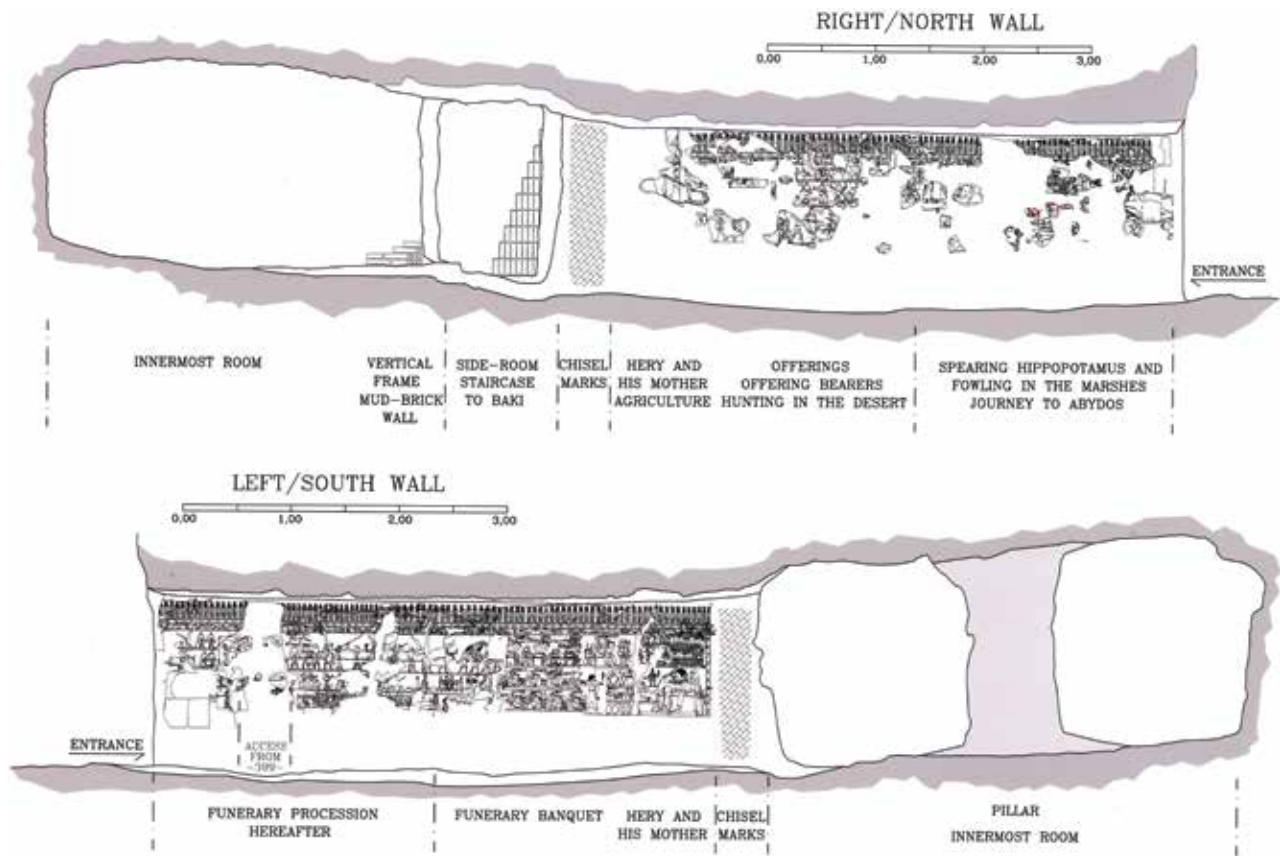 RIGHT/NORTH WALL
0,00 1,00 2,00 3,00
ENTRANCE
INNERMOST ROOM
VERTICAL
FRAME
MUD-BRICK
WALL
SIDE-ROOM
STAIRCASE
TO BAKI
CHISEL
MARKS
HERY AND
HIS MOTHER
AGRICULTURE
OFFERINGS
OFFERING BEARERS
HUNTING IN THE DESERT
SPEARING HIPPOPOTAMUS AND
FOWLING IN THE MARSHES
JOURNEY TO ABYDOS
LEFT/SOUTH WALL
0,00 1,00 2,00 3,00
ENTRANCE
ACCESS
FROM
-399-
FUNERARY PROCESSION
HEREAFTER
FUNERARY BANQUET
HERY AND
HIS MOTHER
CHISEL
MARKS
PILLAR
INNERMOST ROOM